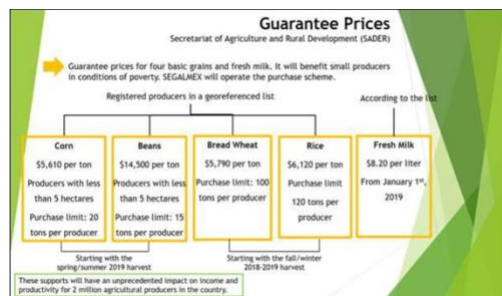 Guarantee Prices
Secretariat of Agriculture and Rural Development (SADER)
Guarantee prices for four basic grains and fresh milk. It will benefit small producers
in conditions of poverty. SEGALMEX will operate the purchase scheme.
Registered producers in a georeferenced list
According to the list
Corn
$5,610 per ton
Producers with less
than 5 hectares
Purchase limit: 20
tons per producer
Beans
$14,500 per ton
Producers with less
than 5 hectares
Purchase limit: 15
tons per producer
Bread Wheat
$5,790 per ton
Purchase limit: 100
tons per producer
Rice
$6,120 per ton
Purchase limit
120 tons per
producer
Fresh Milk
$8.20 per liter
From January 1st,
2019
Starting with the
spring/summer 2019 harvest
Starting with the fall/winter
2018-2019 harvest
These supports will have an unprecedented impact on income and
productivity for 2 million agricultural producers in the country.